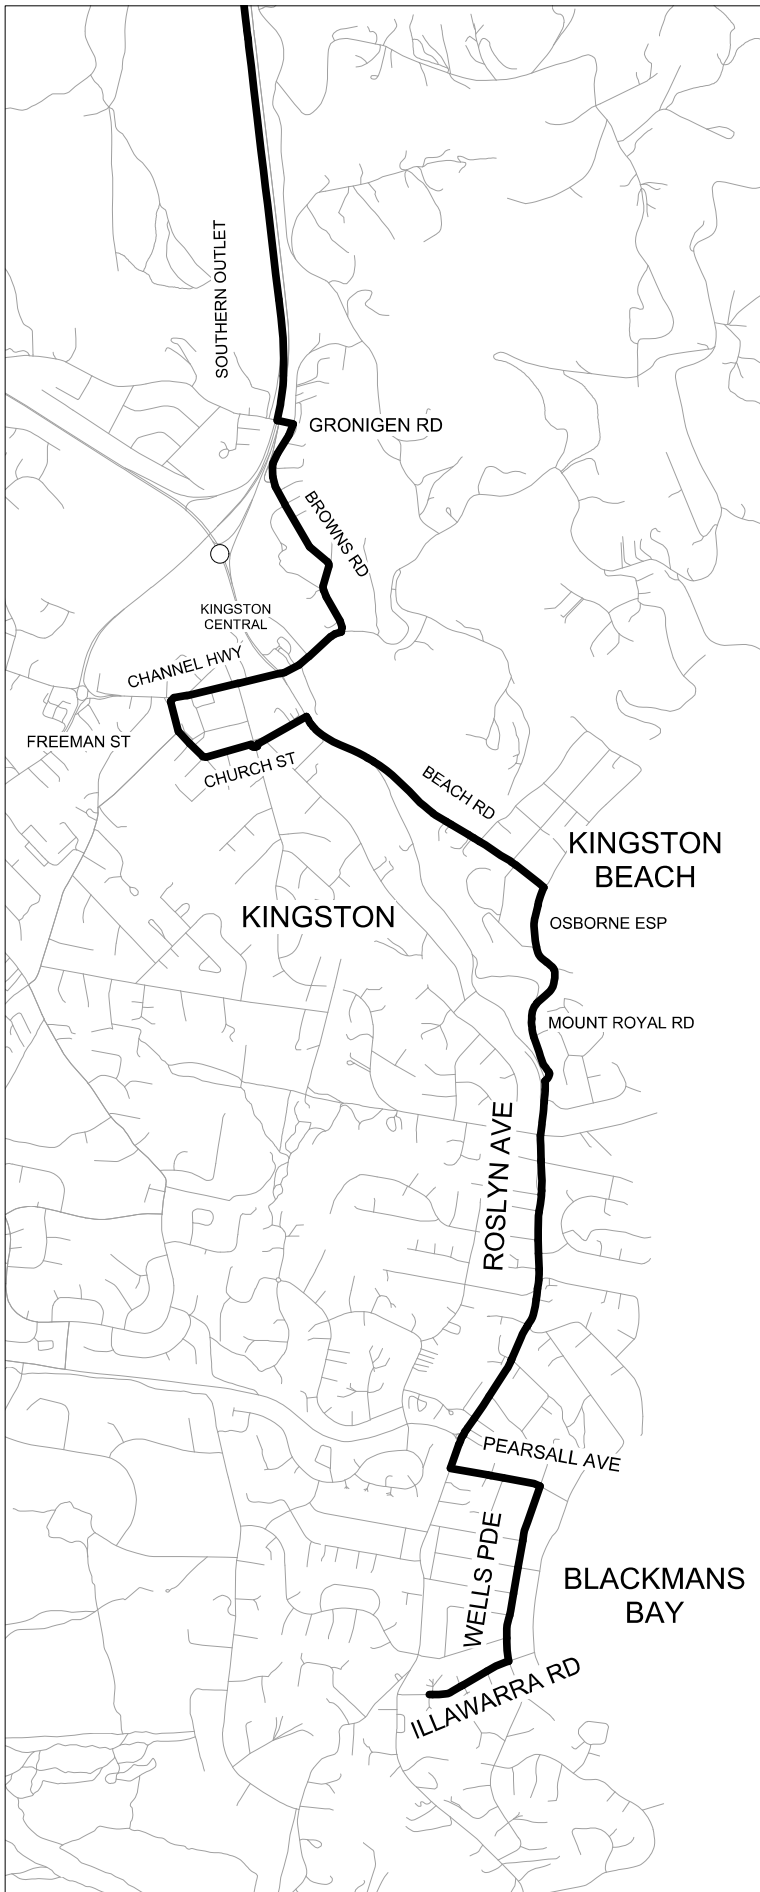 SOUTHERN OUTLET
GRONIGEN RD
BROWNS RD
KINGSTON
CENTRAL
CHANNEL HWY
FREEMAN ST
CHURCH ST
BEACH RD
KINGSTON
BEACH
KINGSTON
OSBORNE ESP
MOUNT ROYAL RD
ROSLYN AVE
PEARSALL AVE
WELLS PDE
BLACKMANS
BAY
ILLAWARRA RD